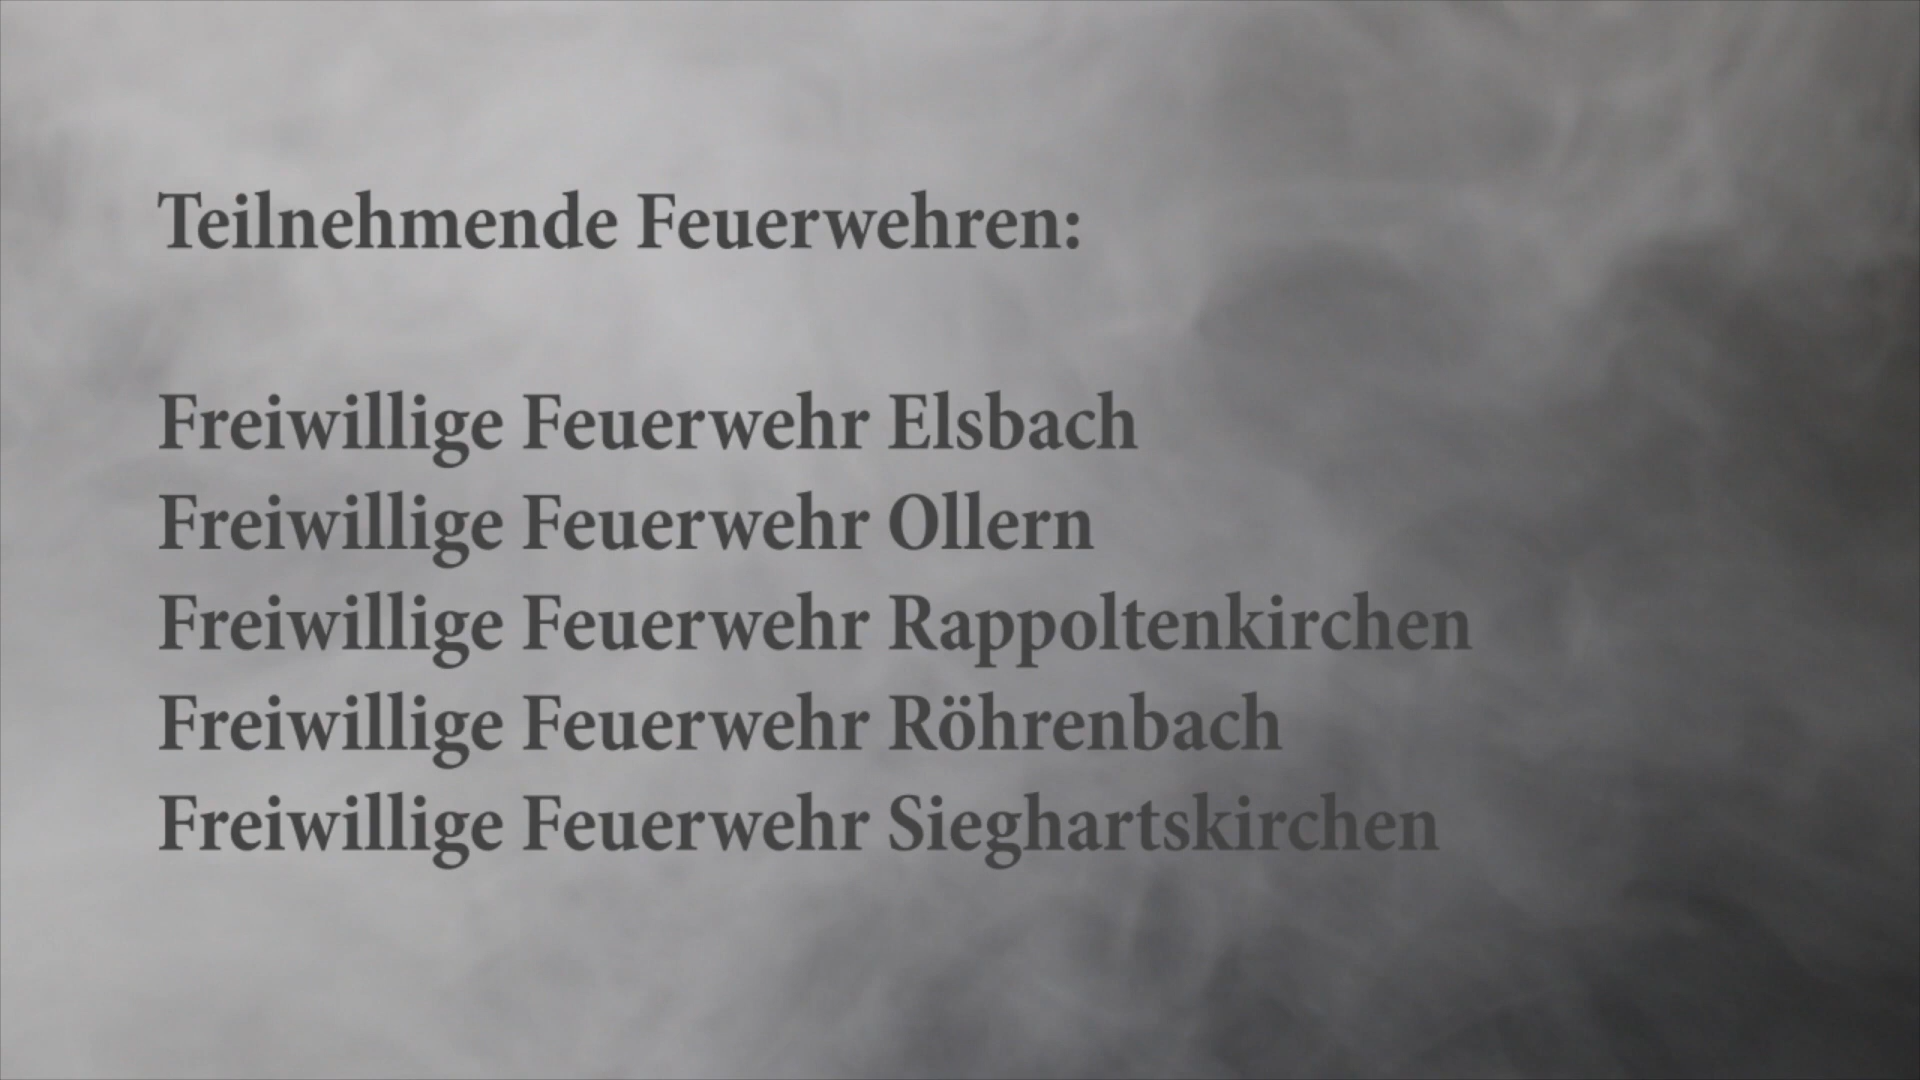 Teilnehmende Feuerwehren:
Freiwillige Feuerwehr Elsbach
Freiwillige Feuerwehr Ollern
Freiwillige Feuerwehr Rappoltenkirchen
Freiwillige Feuerwehr Röhrenbach
Freiwillige Feuerwehr Sieghartskirchen